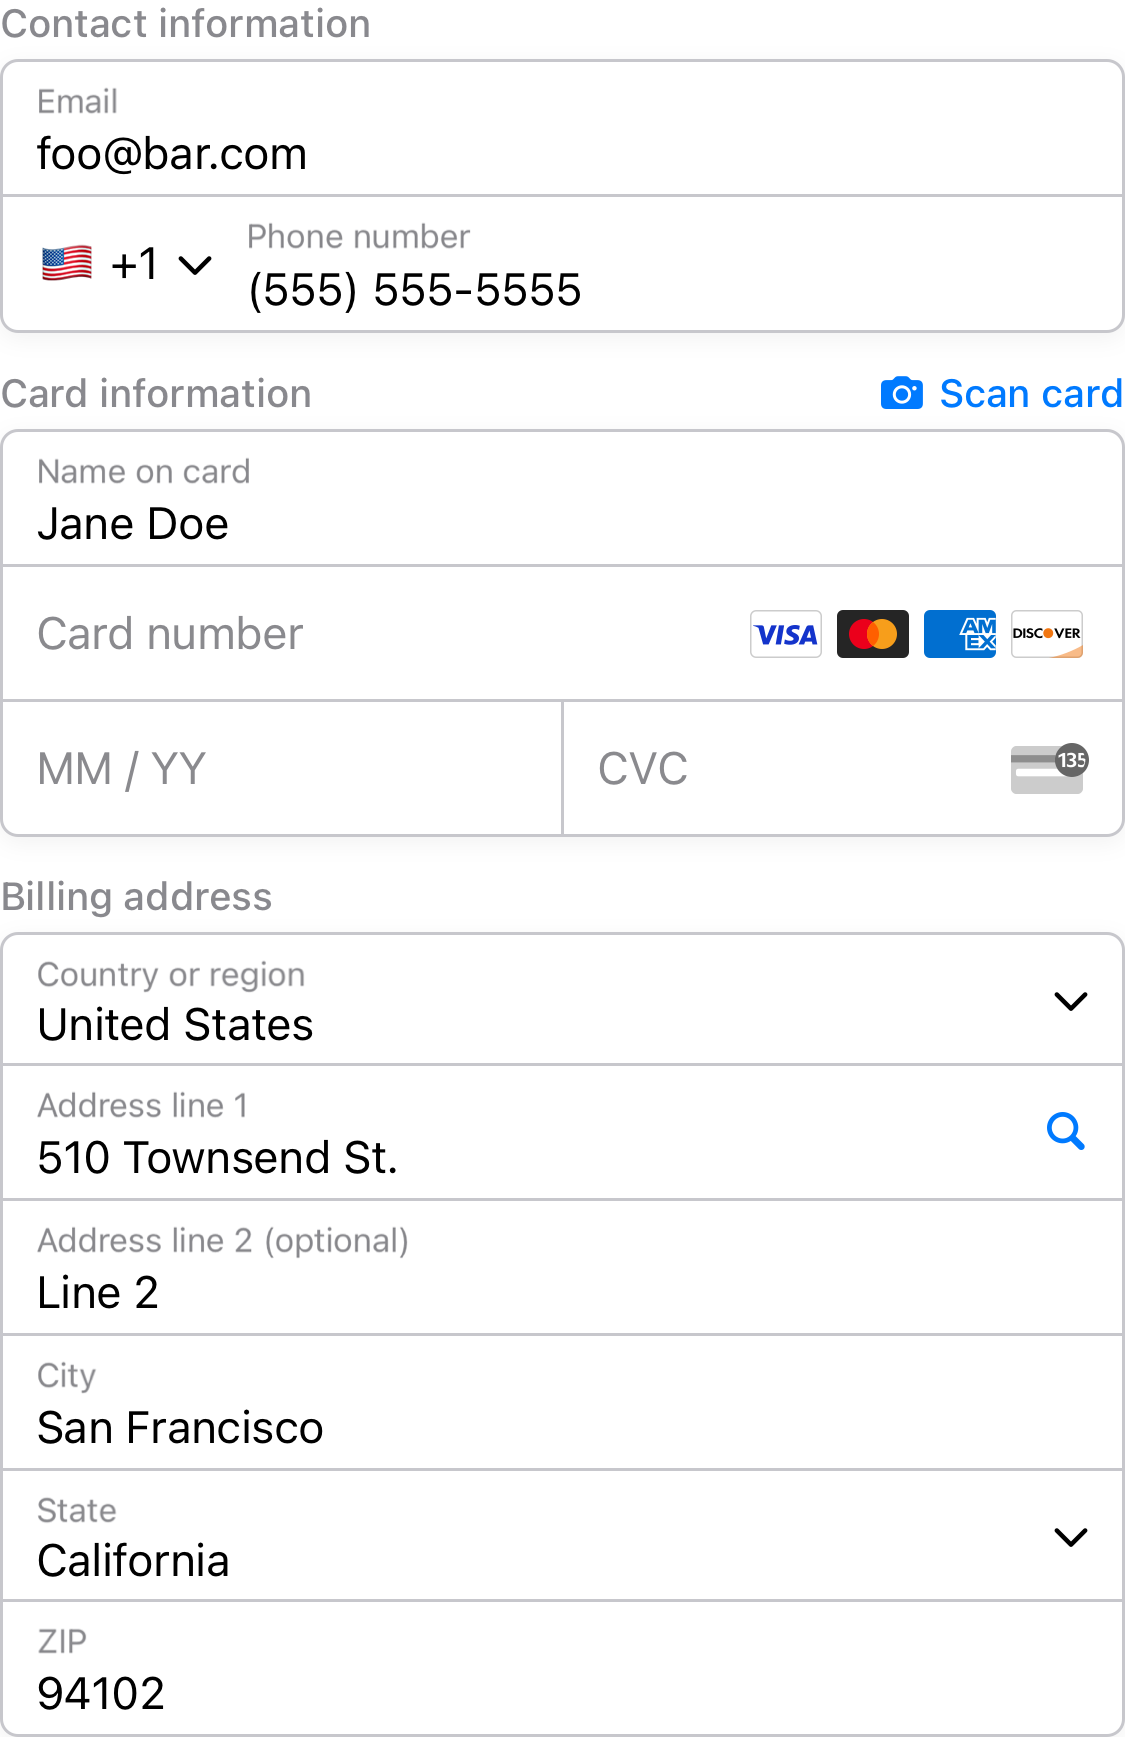 Contact information
Email
foo@bar.com
Phone number
+1
(555) 555-5555
Card information
Scan card
Name on card
Jane Doe
Card number
VISA
AMEX
DISCOVER
MM / YY
CVC
135
Billing address
Country or region
United States
Address line 1
510 Townsend St.
Address line 2 (optional)
Line 2
City
San Francisco
State
California
ZIP
94102